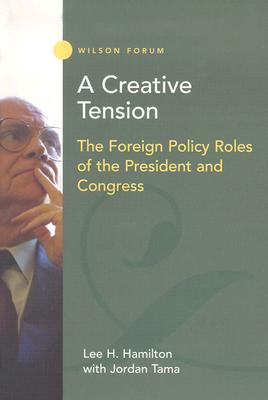 WILSON FORUM
A Creative
Tension
The Foreign Policy Roles
of the President and
Congress
Lee H. Hamilton
with Jordan Tama